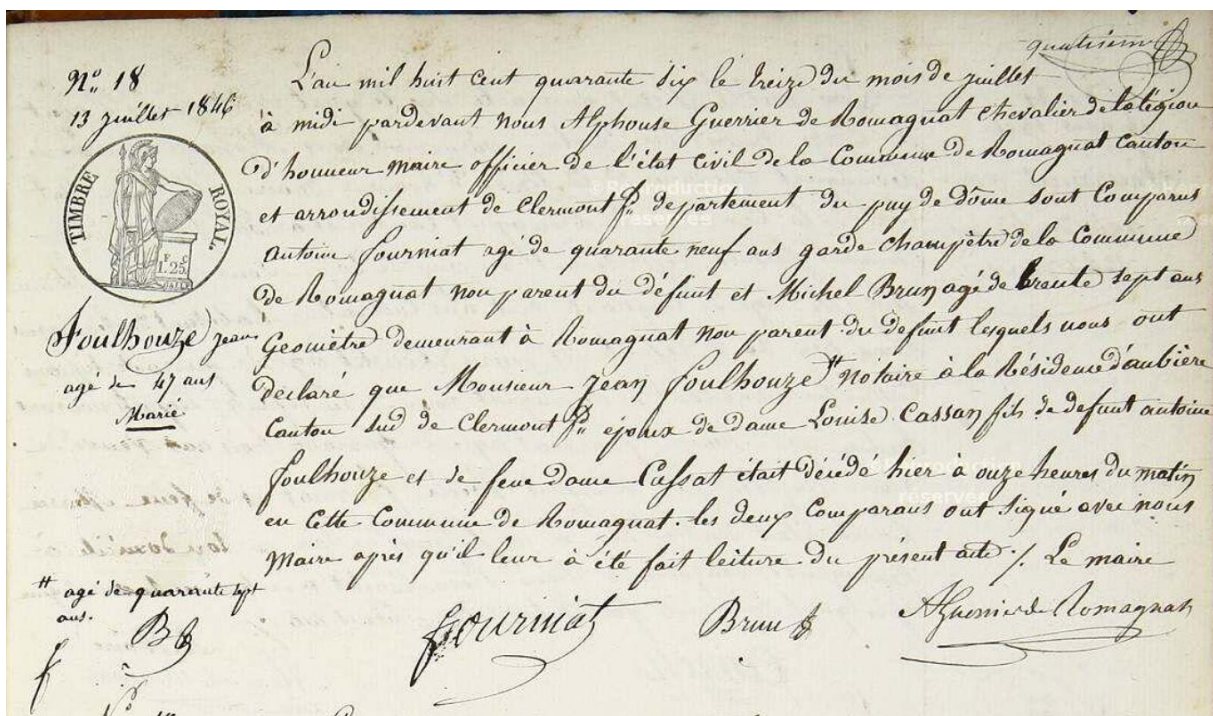 quatrieme
N.o 18
13 juillet 1846
TIMBRE ROYAL.
F C
1.25
Foulhouze jean
agé de 47 ans
Marié
L'an mil huit cent quarante six le treize du mois de juillet
à midi pardevant nous Alphonse Guerrier de Romagnat Chevalier de la légion
d'honneur Maire officier de l'état Civil de la Commune de Romagnat Canton
et arrondissement de Clermont fd département du puy de dôme sont Comparus
Antoine fourniat agé de quarante neuf ans garde Champêtre de la Commune
de Romagnat non parent du défunt et Michel Brun agé de trente sept ans
Geomètre demeurant à Romagnat non parent du defunt lesquels nous ont
declaré que Monsieur Jean foulhouze # notaire à la Résidence d'aubière
Canton Sud de Clermont fd époux de dame Louise Cassan fils de defunt antoine
foulhouze et de feue dame Cussat était décédé hier à onze heures du matin
en Cette Commune de Romagnat. les deux Comparans ont Signé avec nous
Maire après qu'il leur à été fait lecture du présent acte ./. Le maire
# agé de quarante sept
ans.
B
fourniat
Brun
AGuerrier de Romagnat